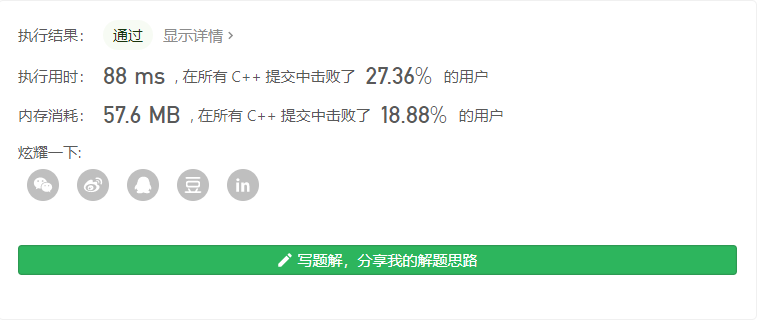 执行结果： 通过 显示详情 >
执行用时： 88 ms , 在所有 C++ 提交中击败了 27.36% 的用户
内存消耗： 57.6 MB , 在所有 C++ 提交中击败了 18.88% 的用户
炫耀一下:
豆 in
写题解，分享我的解题思路